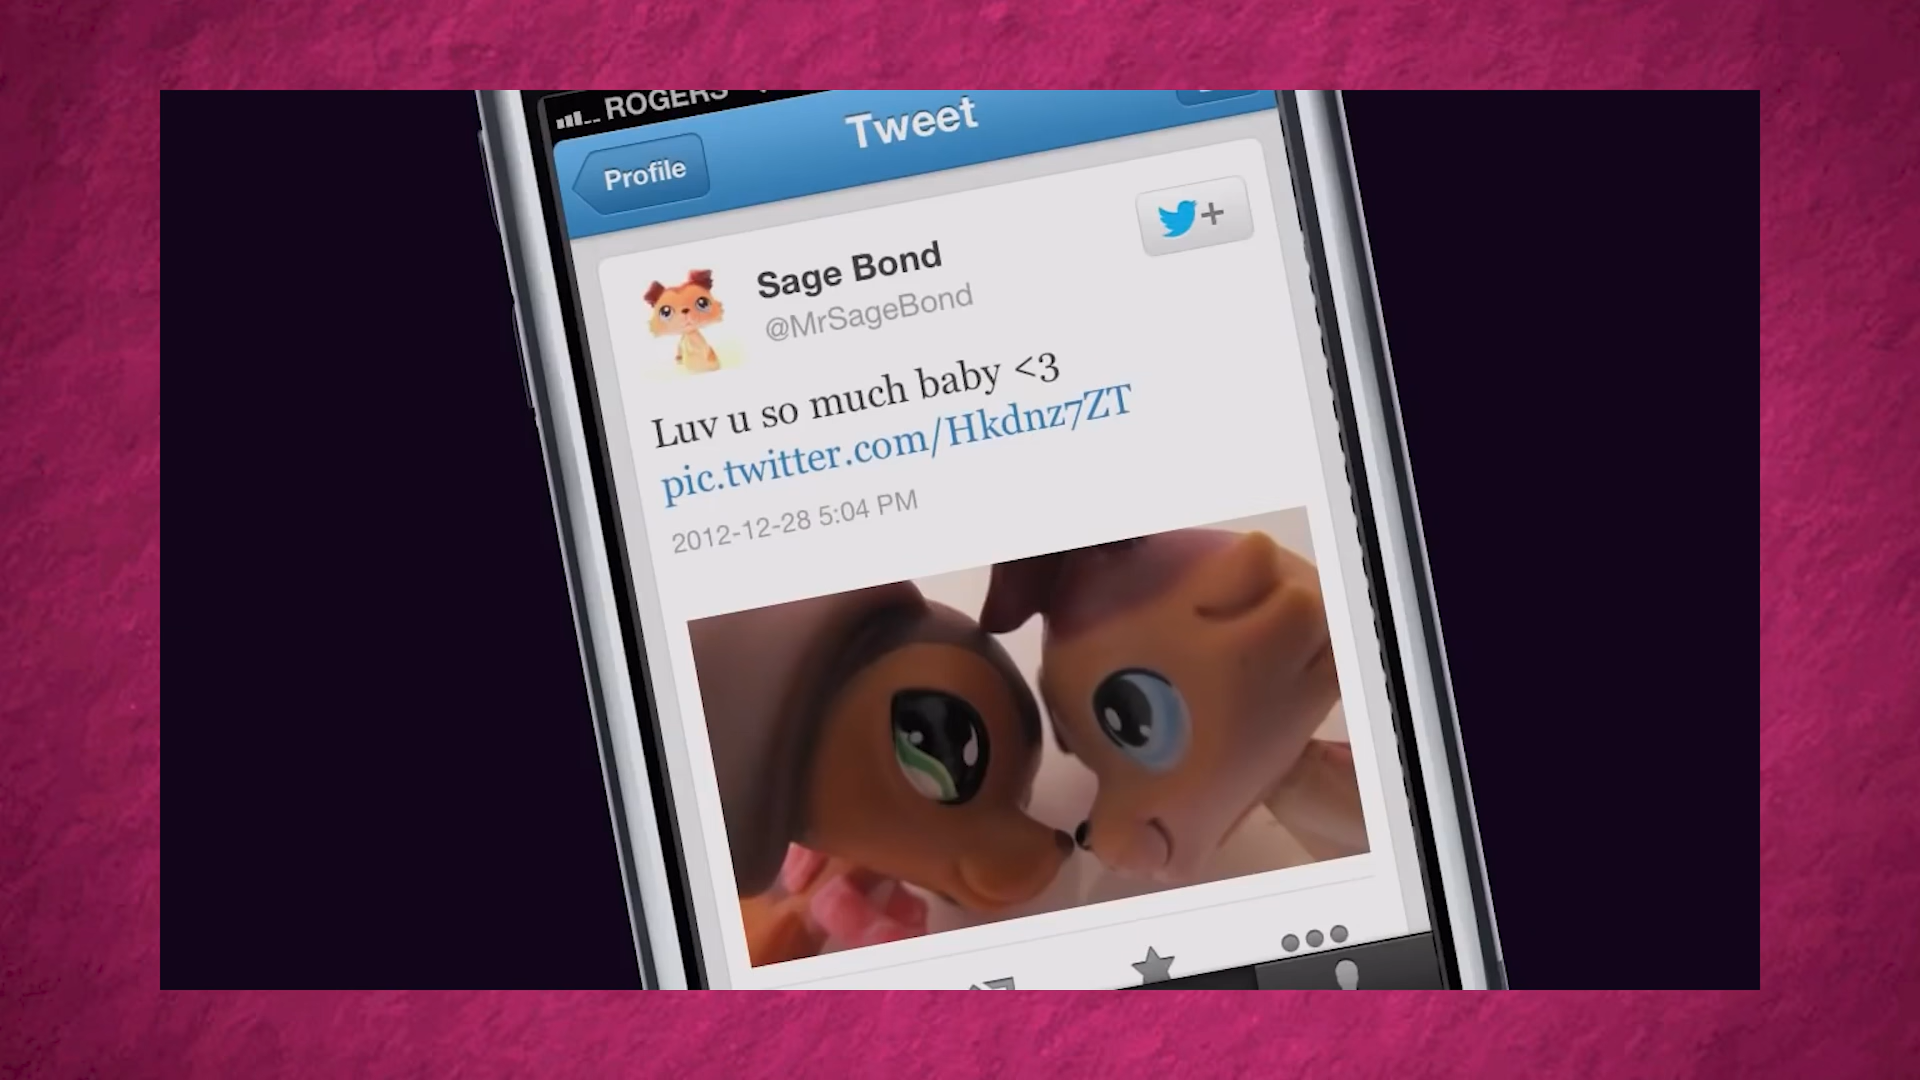 ROGERS
Profile
Tweet
Sage Bond
@MrSageBond
Luv u so much baby <3
pic.twitter.com/Hkdnz7ZT
2012-12-28 5:04 PM